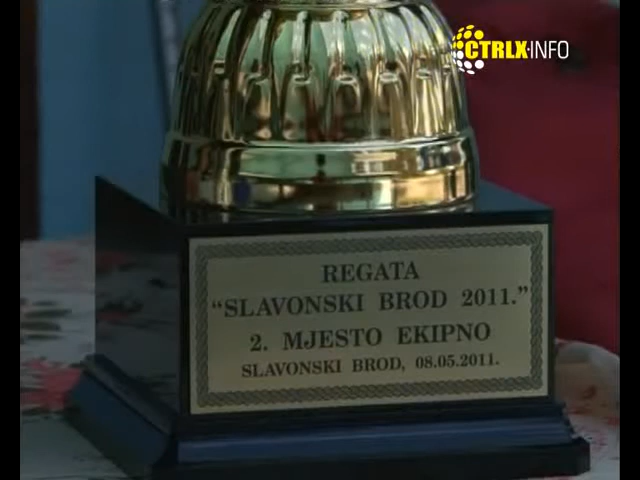 CTRLX·INFO
REGATA
“SLAVONSKI BROD 2011.”
2. MJESTO EKIPNO
SLAVONSKI BROD, 08.05.2011.